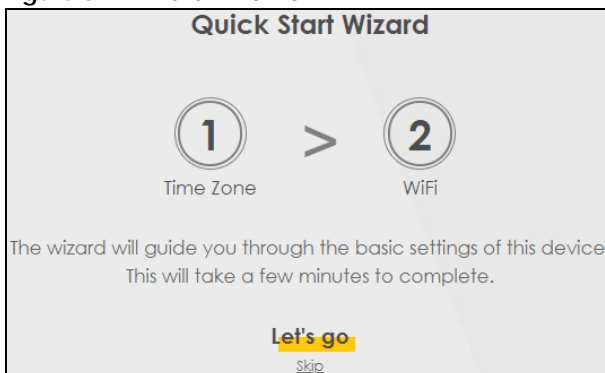 Quick Start Wizard
1 > 2
Time Zone WiFi
The wizard will guide you through the basic settings of this device
This will take a few minutes to complete.
Let's go
Skip